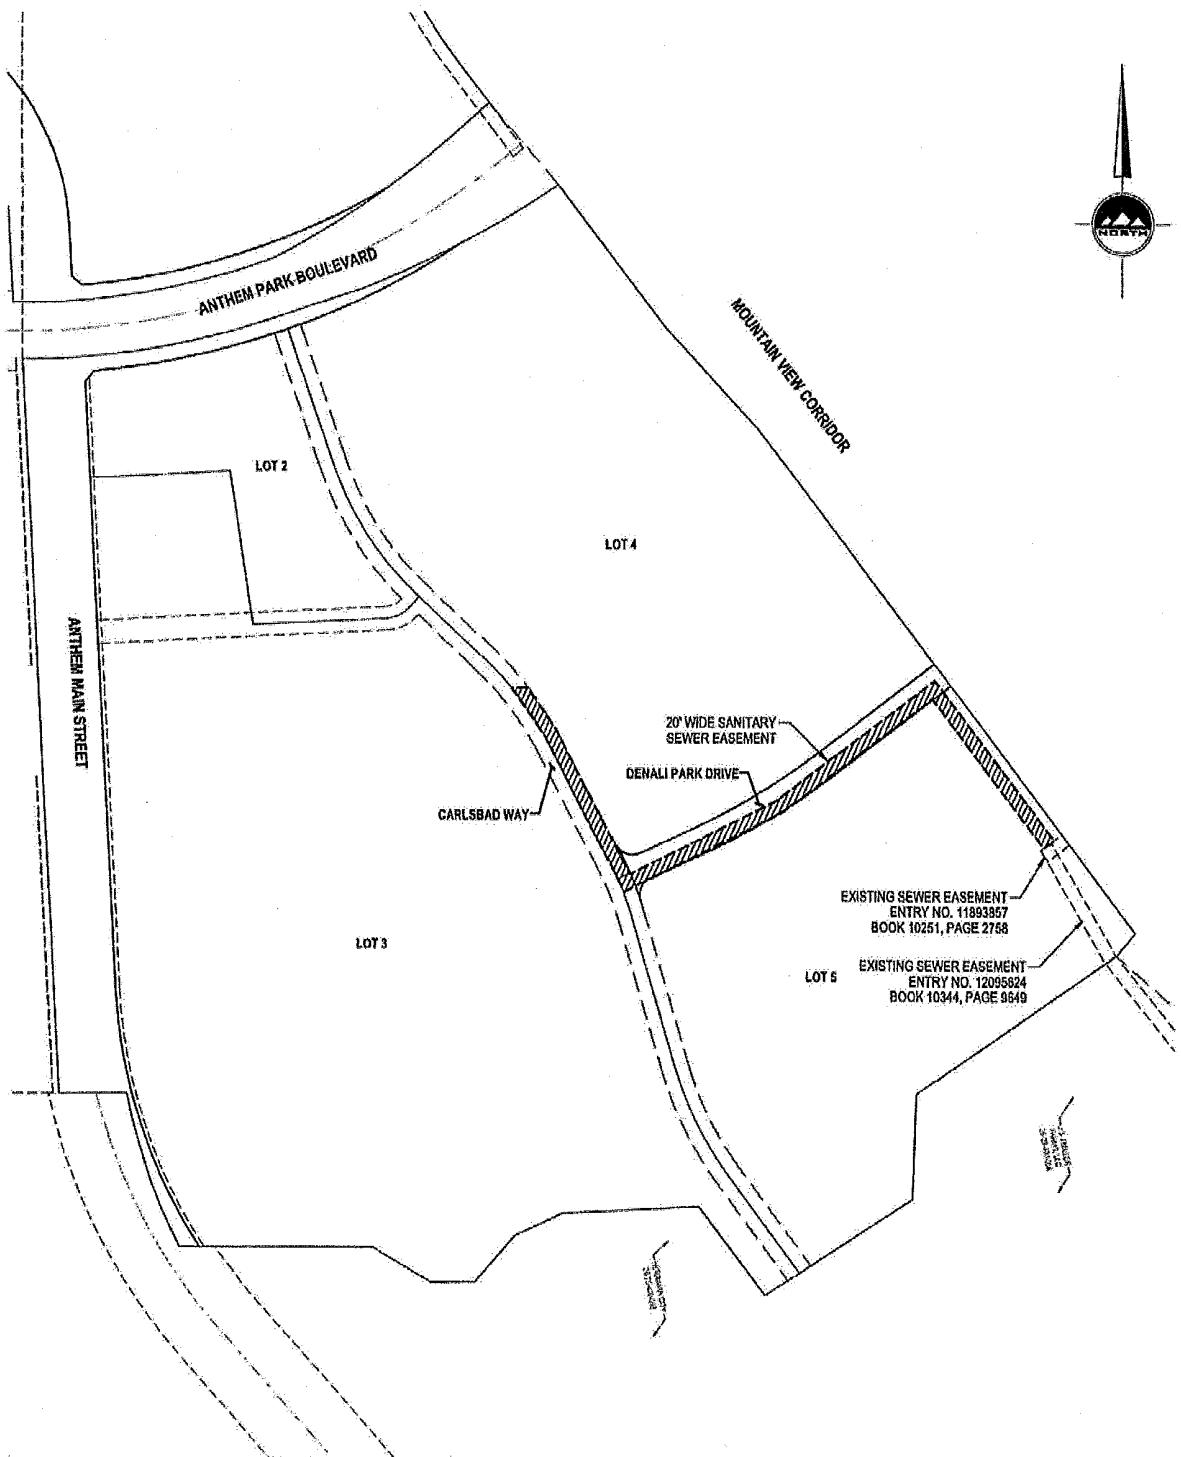 ANTHEM PARK BOULEVARD
NORTH
MOUNTAIN VIEW CORRIDOR
LOT 2
LOT 4
ANTHEM MAIN STREET
20' WIDE SANITARY
SEWER EASEMENT
DENALI PARK DRIVE
CARLSBAD WAY
EXISTING SEWER EASEMENT
ENTRY NO. 11893857
BOOK 10251, PAGE 2758
LOT 3
LOT 5
EXISTING SEWER EASEMENT
ENTRY NO. 12095824
BOOK 10344, PAGE 9649